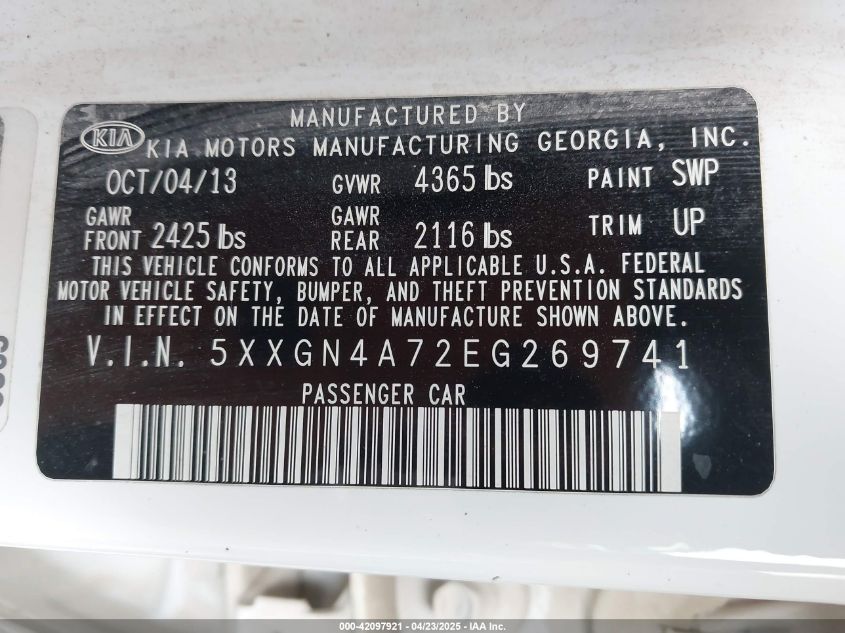 MANUFACTURED BY
KIA KIA MOTORS MANUFACTURING GEORGIA, INC.
OCT/04/13 GVWR 4365 lbs PAINT SWP
GAWR FRONT 2425 lbs GAWR REAR 2116 lbs TRIM UP
THIS VEHICLE CONFORMS TO ALL APPLICABLE U.S.A. FEDERAL
MOTOR VEHICLE SAFETY, BUMPER, AND THEFT PREVENTION STANDARDS
IN EFFECT ON THE DATE OF MANUFACTURE SHOWN ABOVE.
V.I.N. 5XXGN4A72EG269741
PASSENGER CAR
000-42097921 | 04/23/2025 - IAA, Inc.